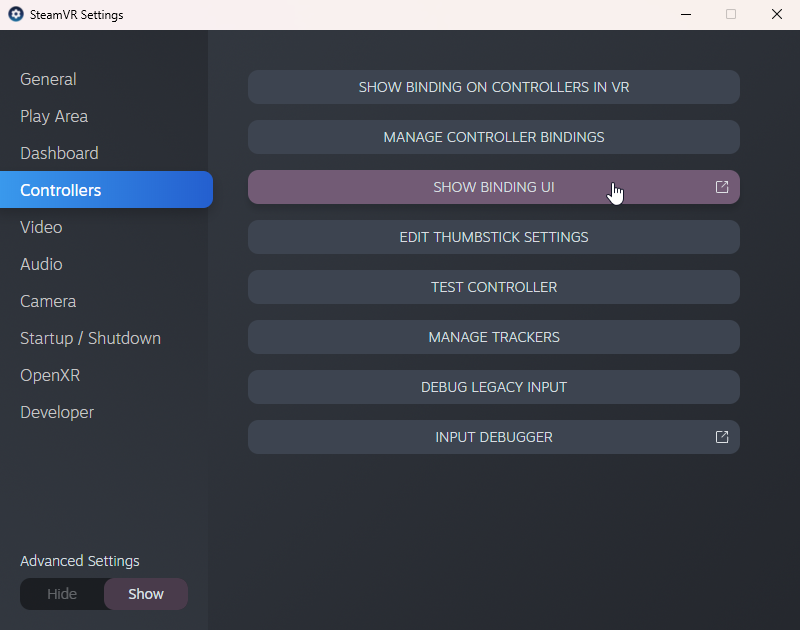 SteamVR Settings
General
Play Area
Dashboard
Controllers
Video
Audio
Camera
Startup / Shutdown
OpenXR
Developer
Advanced Settings
Hide
Show
SHOW BINDING ON CONTROLLERS IN VR
MANAGE CONTROLLER BINDINGS
SHOW BINDING UI
EDIT THUMBSTICK SETTINGS
TEST CONTROLLER
MANAGE TRACKERS
DEBUG LEGACY INPUT
INPUT DEBUGGER